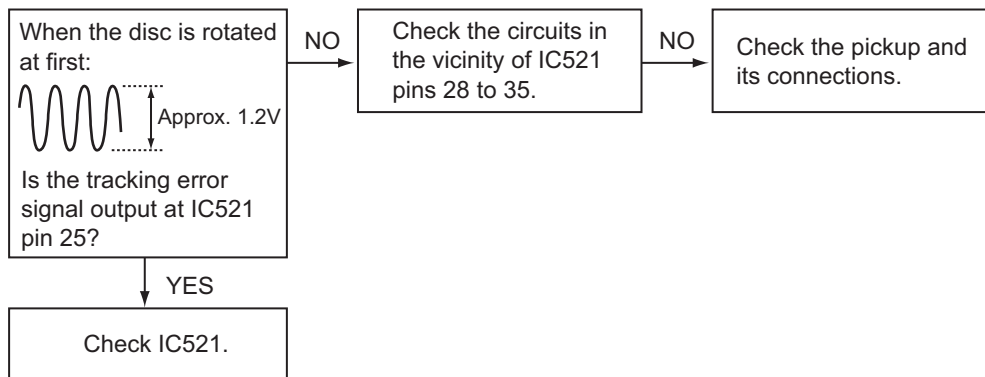 When the disc is rotated
at first:
Approx. 1.2V
Is the tracking error
signal output at IC521
pin 25?
NO
Check the circuits in
the vicinity of IC521
pins 28 to 35.
NO
Check the pickup and
its connections.
YES
Check IC521.